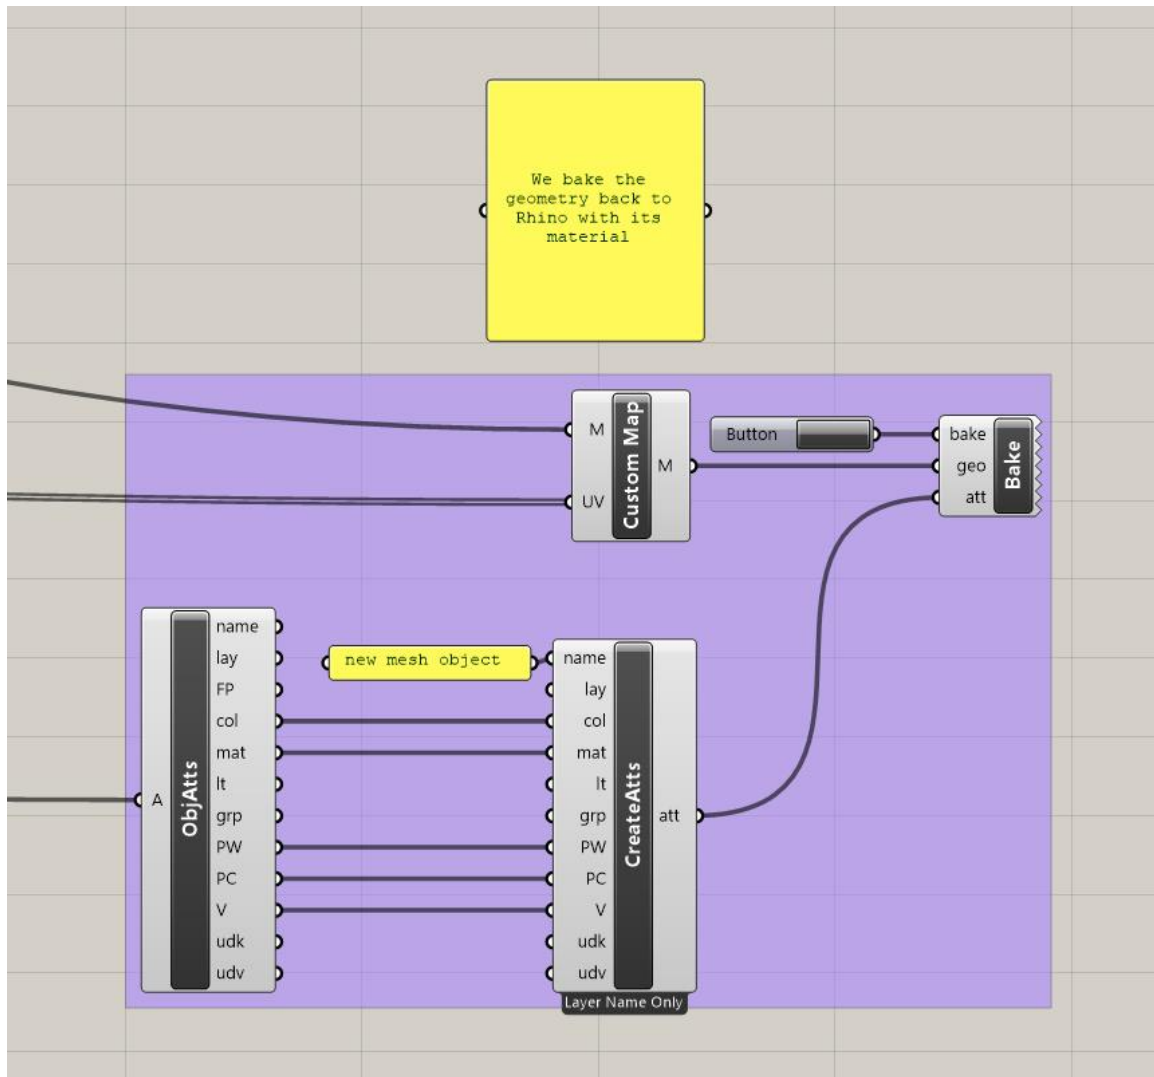 We bake the
geometry back to
Rhino with its
material
M
UV
Custom Map
M
Button
bake
geo
att
Bake
A
ObjAtts
name
lay
FP
col
mat
lt
grp
PW
PC
V
udk
udv
new mesh object
name
lay
col
mat
lt
grp
PW
PC
V
udk
udv
CreateAtts
att
Layer Name Only